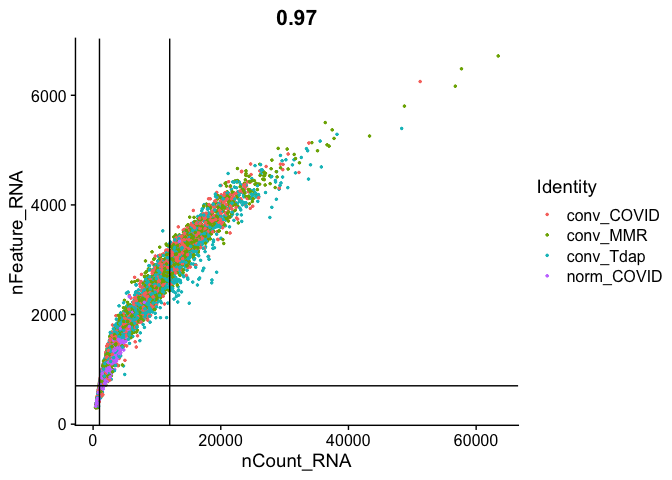 0.97
nFeature_RNA
6000
4000
2000
0
0 20000 40000 60000
nCount_RNA
Identity
conv_COVID
conv_MMR
conv_Tdap
norm_COVID